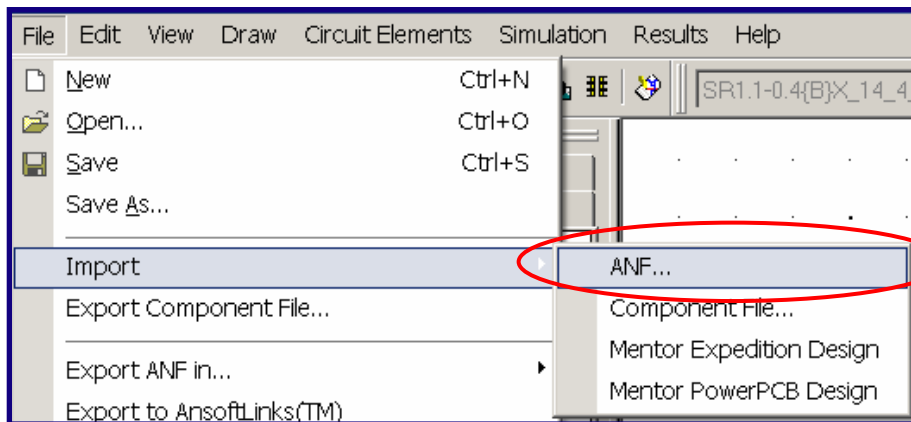 File Edit View Draw Circuit Elements Simulation Results Help
New Ctrl+N
SR1.1-0.4{B}X_14_4_
Open... Ctrl+O
Save Ctrl+S
Save As...
Import
ANF...
Export Component File...
Component File...
Mentor Expedition Design
Export ANF in...
Mentor PowerPCB Design
Export to AnsoftLinks(TM)